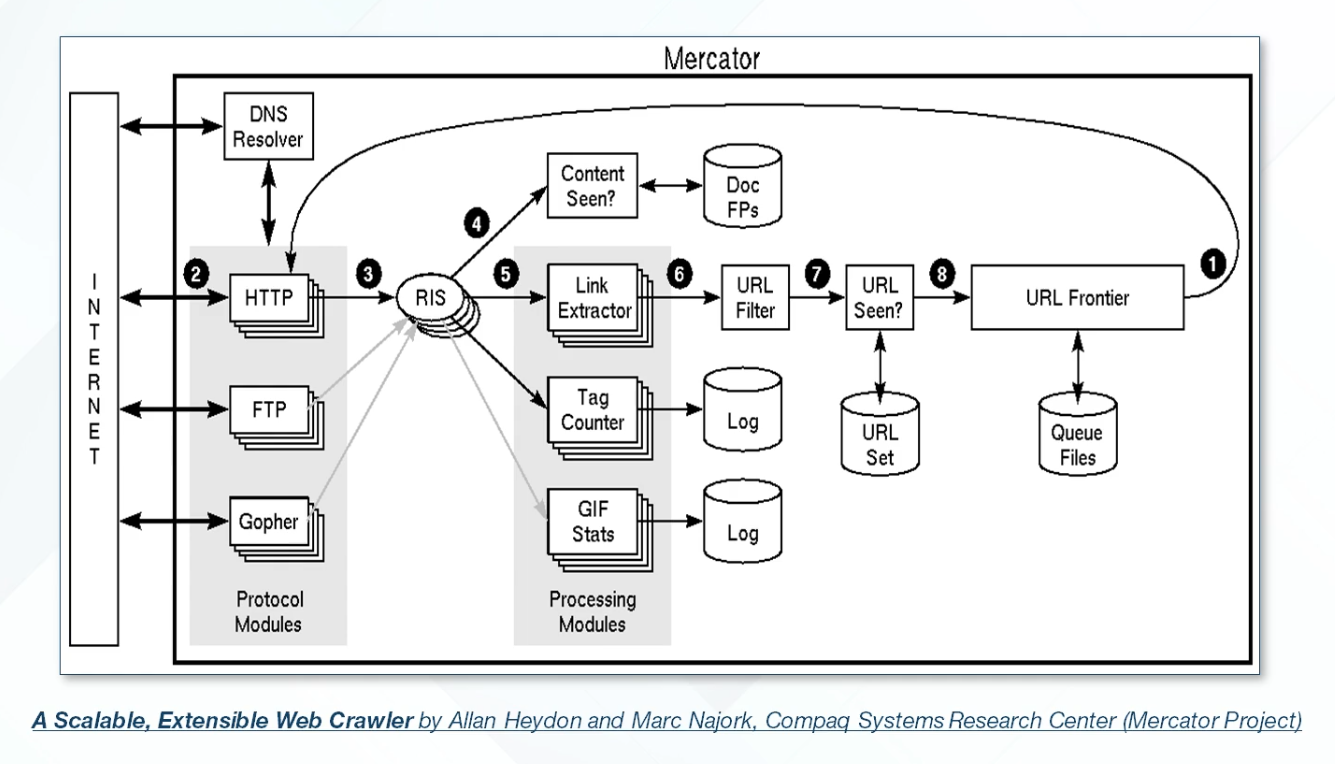 Mercator
DNS
Resolver
Content
Seen?
Doc
FPs
4
INTERNET
2
HTTP
3
RIS
5
Link
Extractor
6
URL
Filter
7
URL
Seen?
8
URL Frontier
1
FTP
Tag
Counter
Log
URL
Set
Queue
Files
Gopher
GIF
Stats
Log
Protocol
Modules
Processing
Modules
A Scalable, Extensible Web Crawler by Allan Heydon and Marc Najork, Compaq Systems Research Center (Mercator Project)